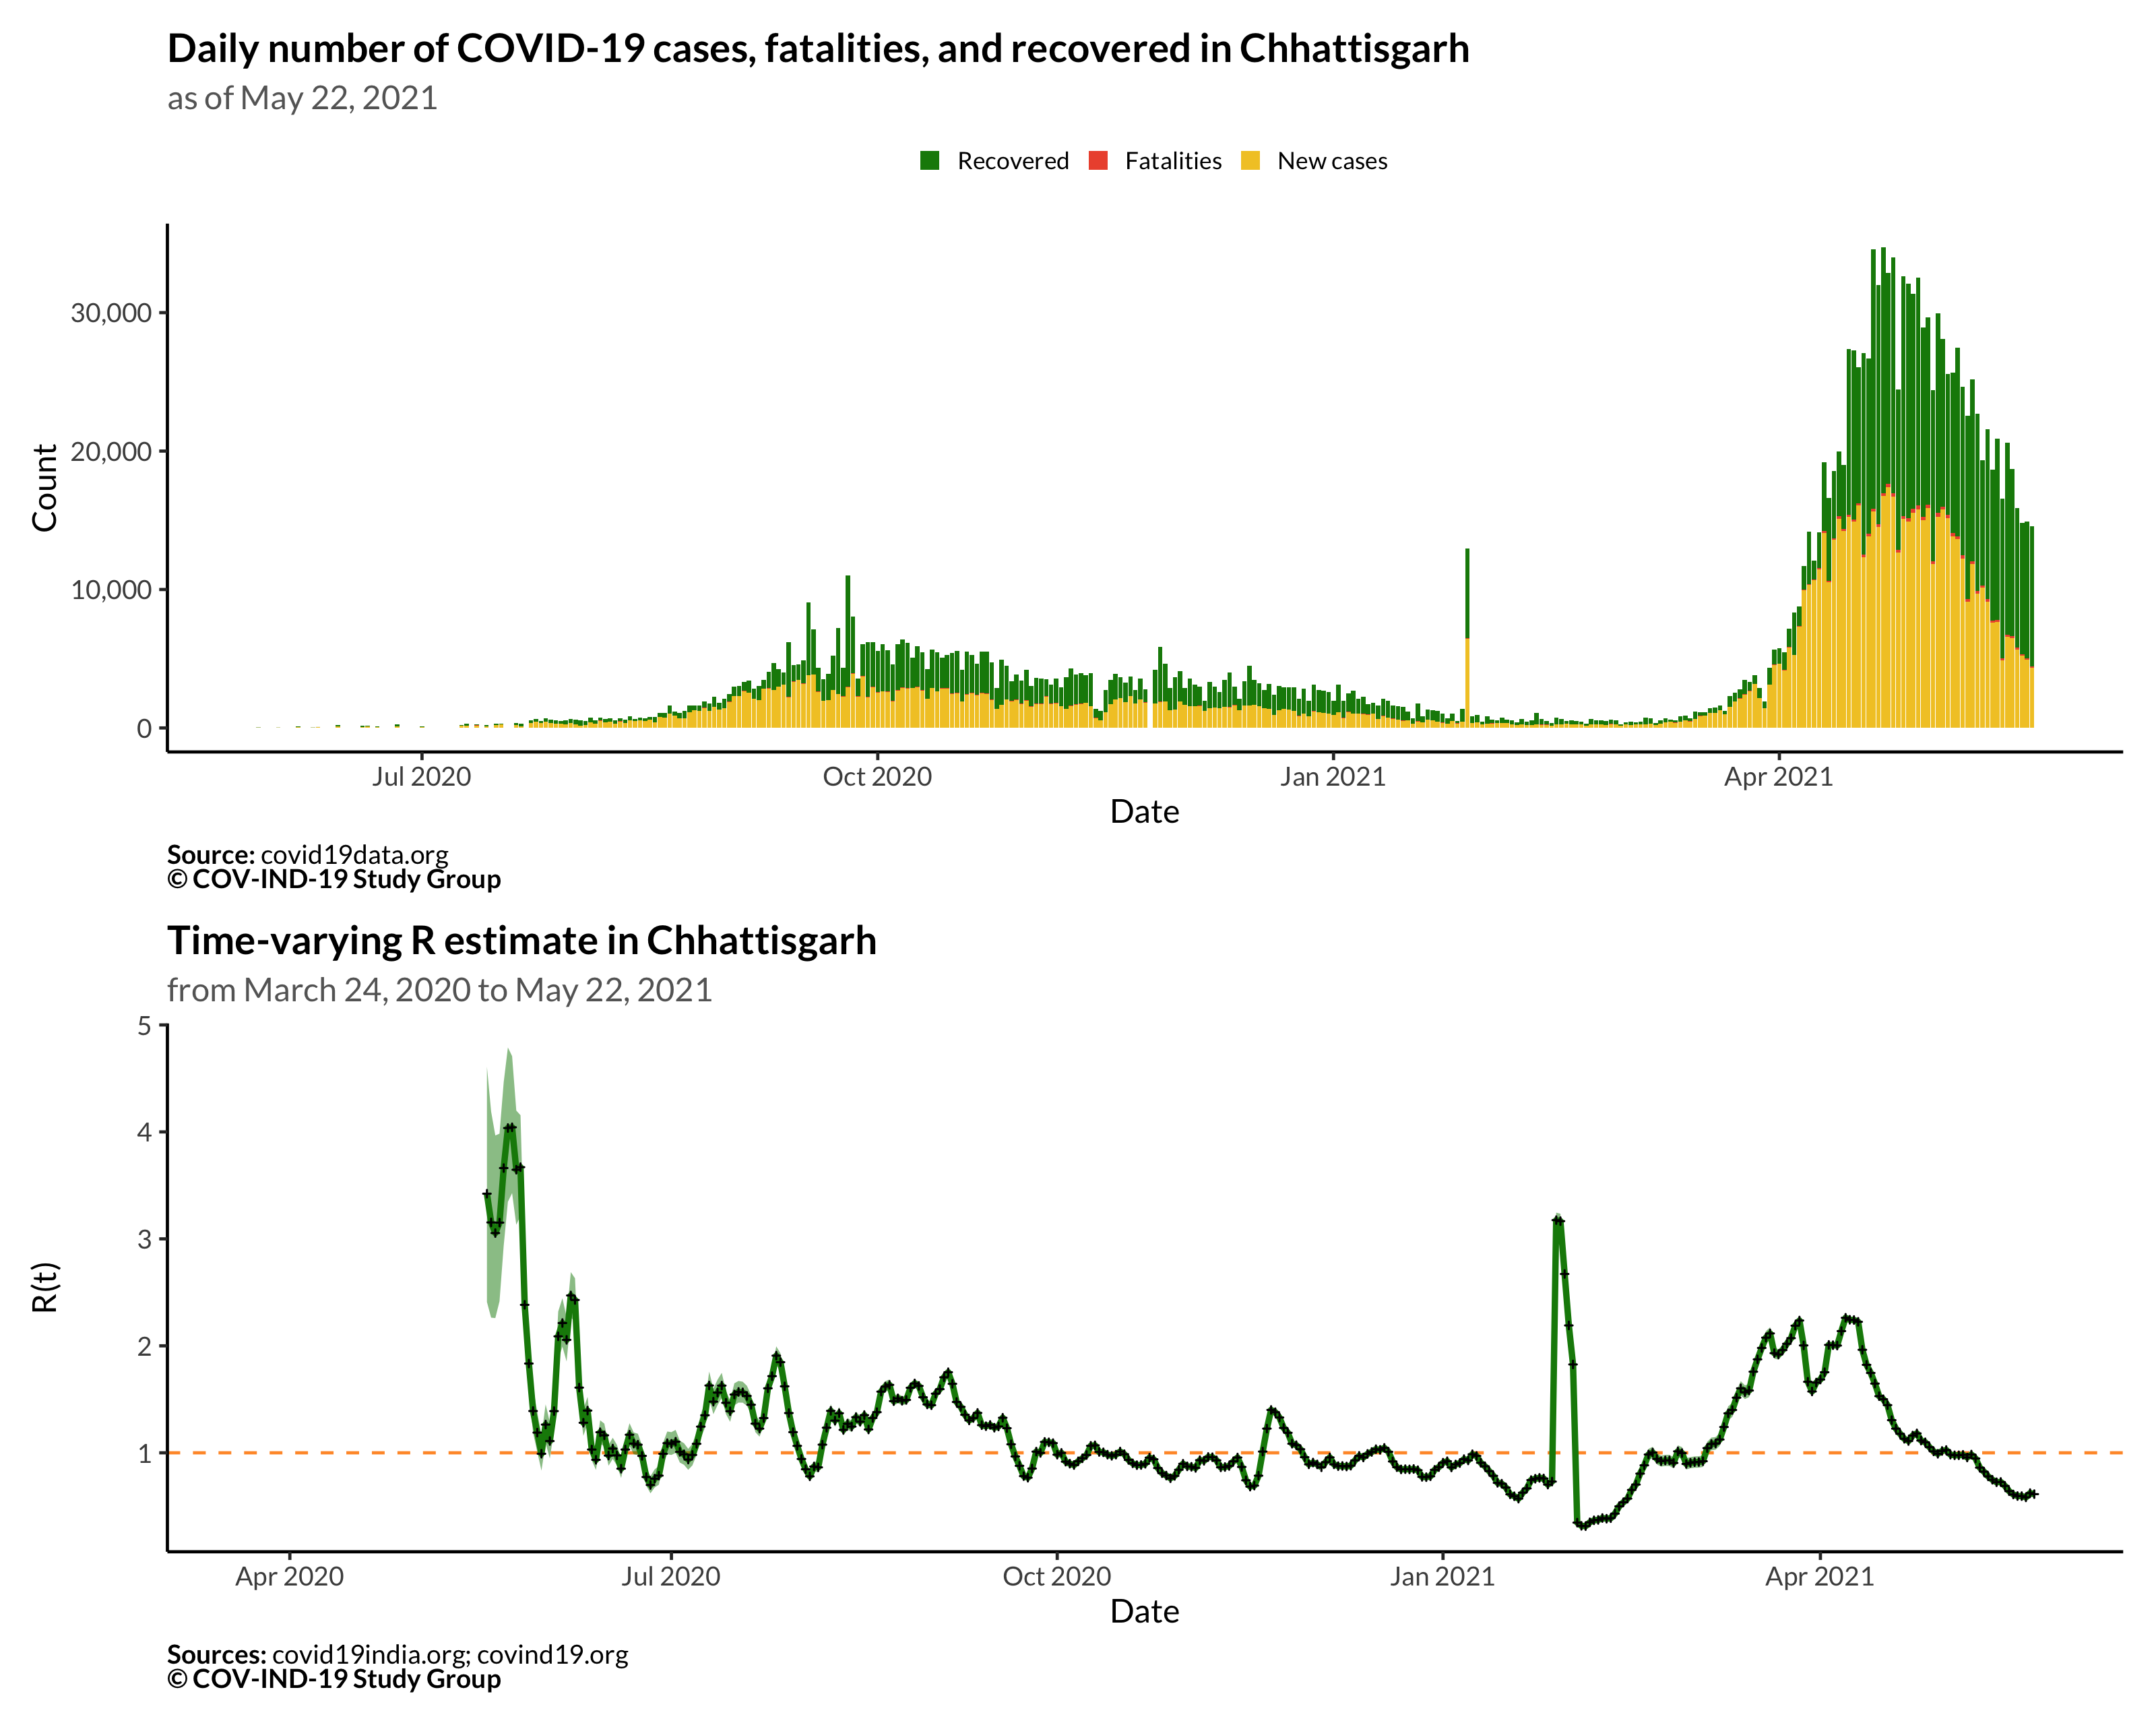 Daily number of COVID-19 cases, fatalities, and recovered in Chhattisgarh
as of May 22, 2021
Recovered Fatalities New cases
Count
30,000
20,000
10,000
0
Jul 2020 Oct 2020 Jan 2021 Apr 2021
Date
Source: covid19data.org
© COV-IND-19 Study Group
Time-varying R estimate in Chhattisgarh
from March 24, 2020 to May 22, 2021
R(t)
5
4
3
2
1
Apr 2020 Jul 2020 Oct 2020 Jan 2021 Apr 2021
Date
Sources: covid19india.org; covind19.org
© COV-IND-19 Study Group